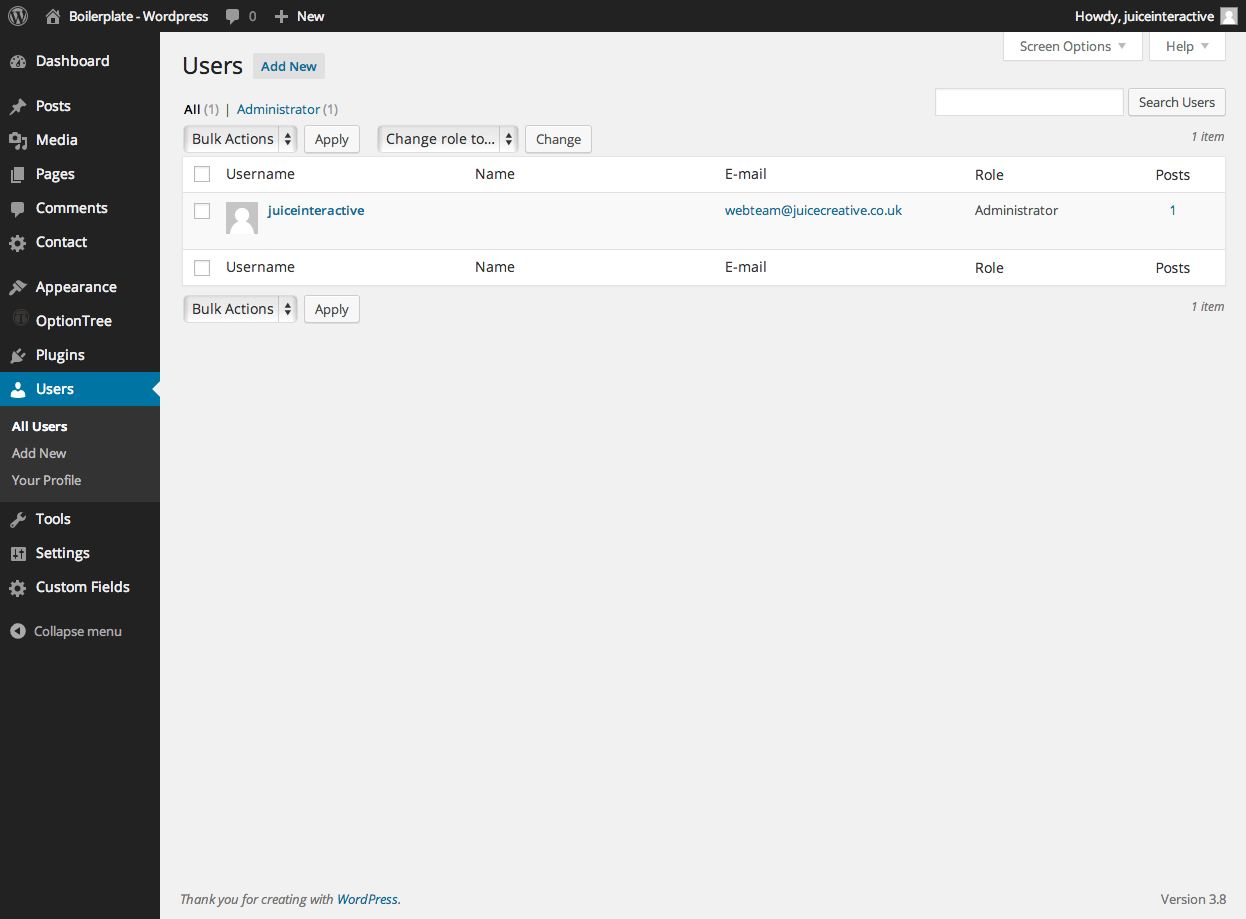 Boilerplate - Wordpress 0 New Howdy, juiceinteractive
Dashboard
Posts
Media
Pages
Comments
Contact
Appearance
OptionTree
Plugins
Users
All Users
Add New
Your Profile
Tools
Settings
Custom Fields
Collapse menu
Screen Options Help
Users Add New
All (1) | Administrator (1)
Search Users
Bulk Actions Apply Change role to... Change 1 item
Username Name E-mail Role Posts
juiceinteractive webteam@juicecreative.co.uk Administrator 1
Username Name E-mail Role Posts
Bulk Actions Apply 1 item
Thank you for creating with WordPress. Version 3.8